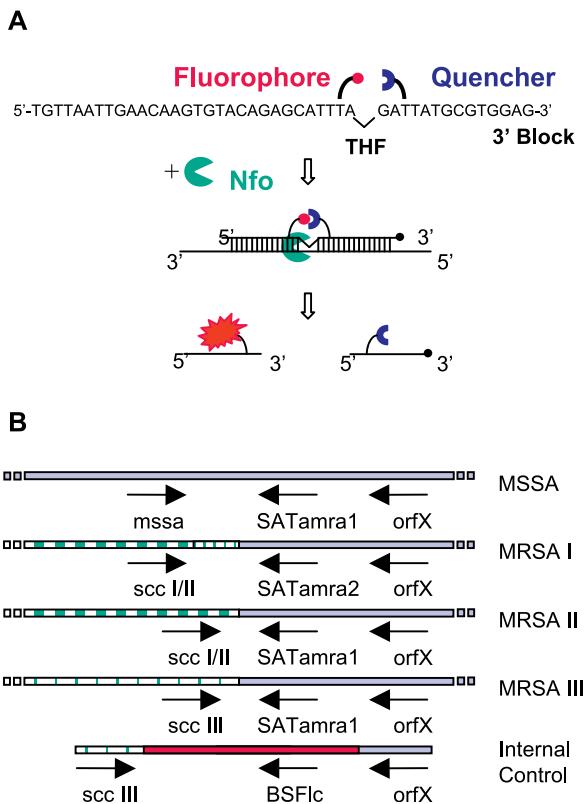 A
Fluorophore Quencher
5'-TGTTAATTGAACAAGTGTACAGAGCATTTA GATTATGCGTGGAG-3'
THF
3' Block
+ Nfo
5' 3'
3' 5'
5' 3' 5' 3'
B
MSSA
mssa SATamra1 orfX
MRSA I
scc I/II SATamra2 orfX
MRSA II
scc I/II SATamra1 orfX
MRSA III
scc III SATamra1 orfX
Internal
Control
scc III BSFlc orfX